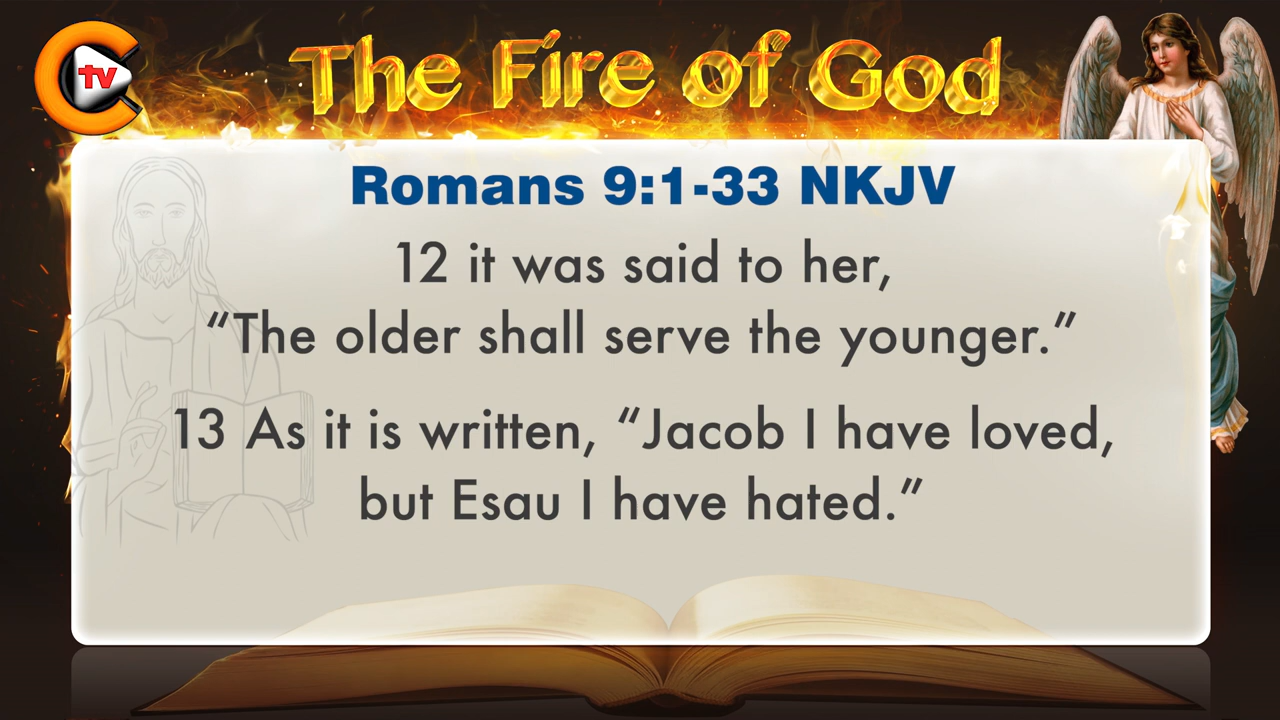 tv
The Fire of God
Romans 9:1-33 NKJV
12 it was said to her,
“The older shall serve the younger.”
13 As it is written, “Jacob I have loved,
but Esau I have hated.”